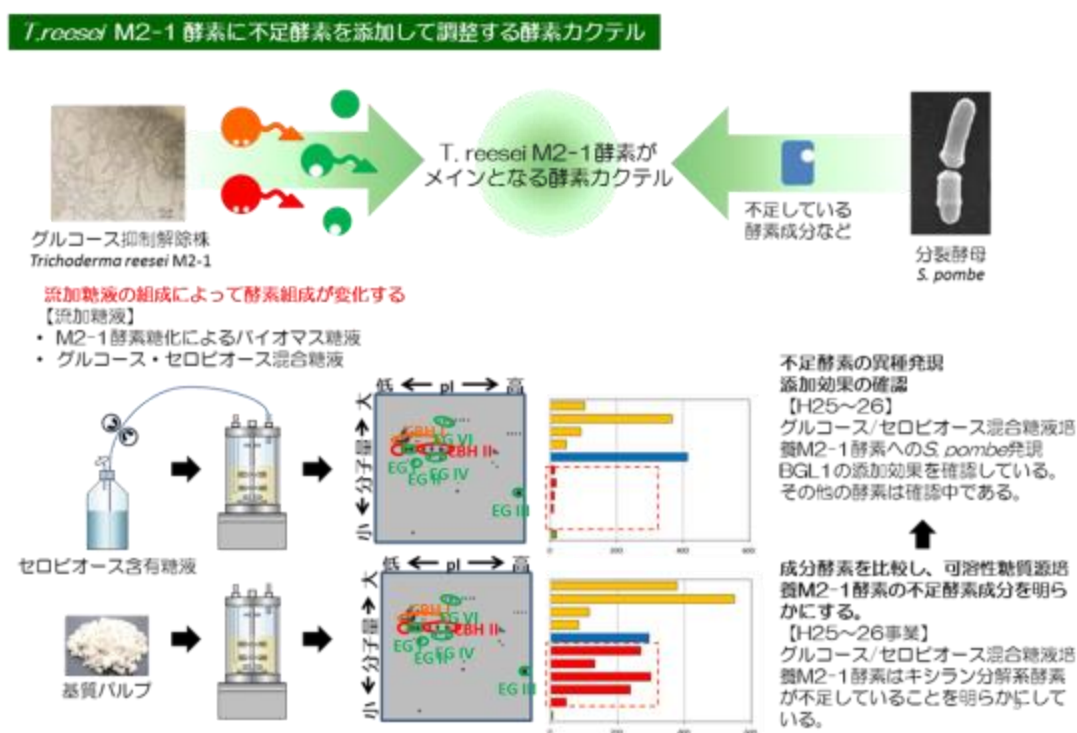 T.reesei M2-1 酵素に不足酵素を添加して調整する酵素カクテル
T. reesei M2-1酵素が
メインとなる酵素カクテル
不足している
酵素成分など
グルコース抑制解除株
Trichoderma reesei M2-1
分裂酵母
S. pombe
流加糖液の組成によって酵素組成が変化する
【流加糖液】
• M2-1酵素糖化によるバイオマス糖液
• グルコース・セロビオース混合糖液
セロビオース含有糖液
低 ← pI → 高
小 ← 分子量 → 大
EG VI
CBH II
EG I
EG II
EG IV
EG III
0 200 400 600
不足酵素の異種発現
添加効果の確認
【H25～26】
グルコース/セロビオース混合糖液培
養M2-1酵素へのS. pombe発現
BGL1の添加効果を確認している。
その他の酵素は確認中である。
基質パルプ
低 ← pI → 高
小 ← 分子量 → 大
EG VI
CBH II
EG I
EG II
EG IV
EG III
0 200 400 600
成分酵素を比較し、可溶性糖質源培
養M2-1酵素の不足酵素成分を明ら
かにする。
【H25～26事業】
グルコース/セロビオース混合糖液培
養M2-1酵素はキシラン分解系酵素
が不足していることを明らかにして
いる。